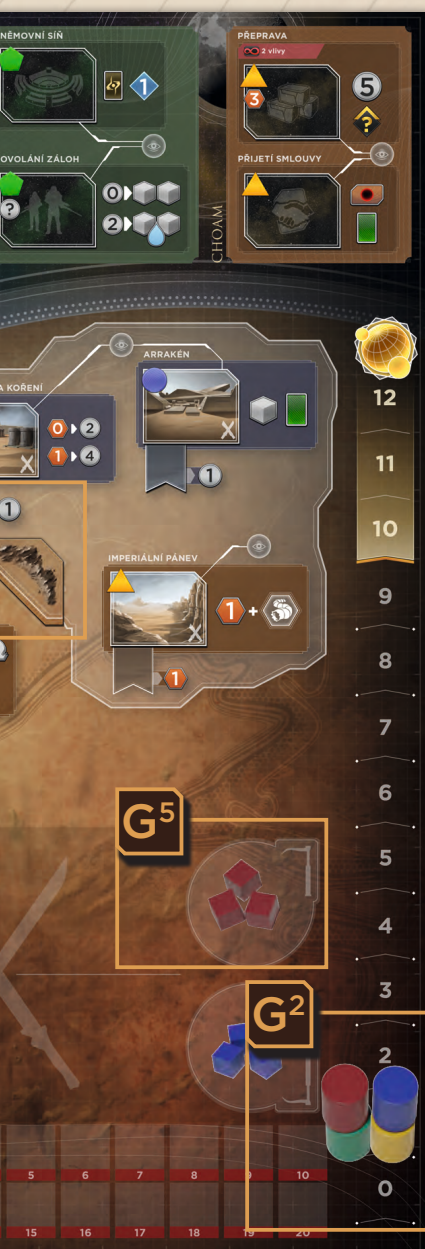 NĚMOVNÍ SÍŇ
1
OVOLÁNÍ ZÁLOH
?
0
2
PŘEPRAVA
2 vlivy
3
5
?
PŘIJETÍ SMLOUVY
CHOAM
A KOŘENÍ
0 2
1 4
1
ARRAKÉN
1
IMPERIÁLNÍ PÁNEV
1 +
1
12
11
10
9
8
7
6
5
4
3
2
0
G5
G2
5 6 7 8 9 10
15 16 17 18 19 20